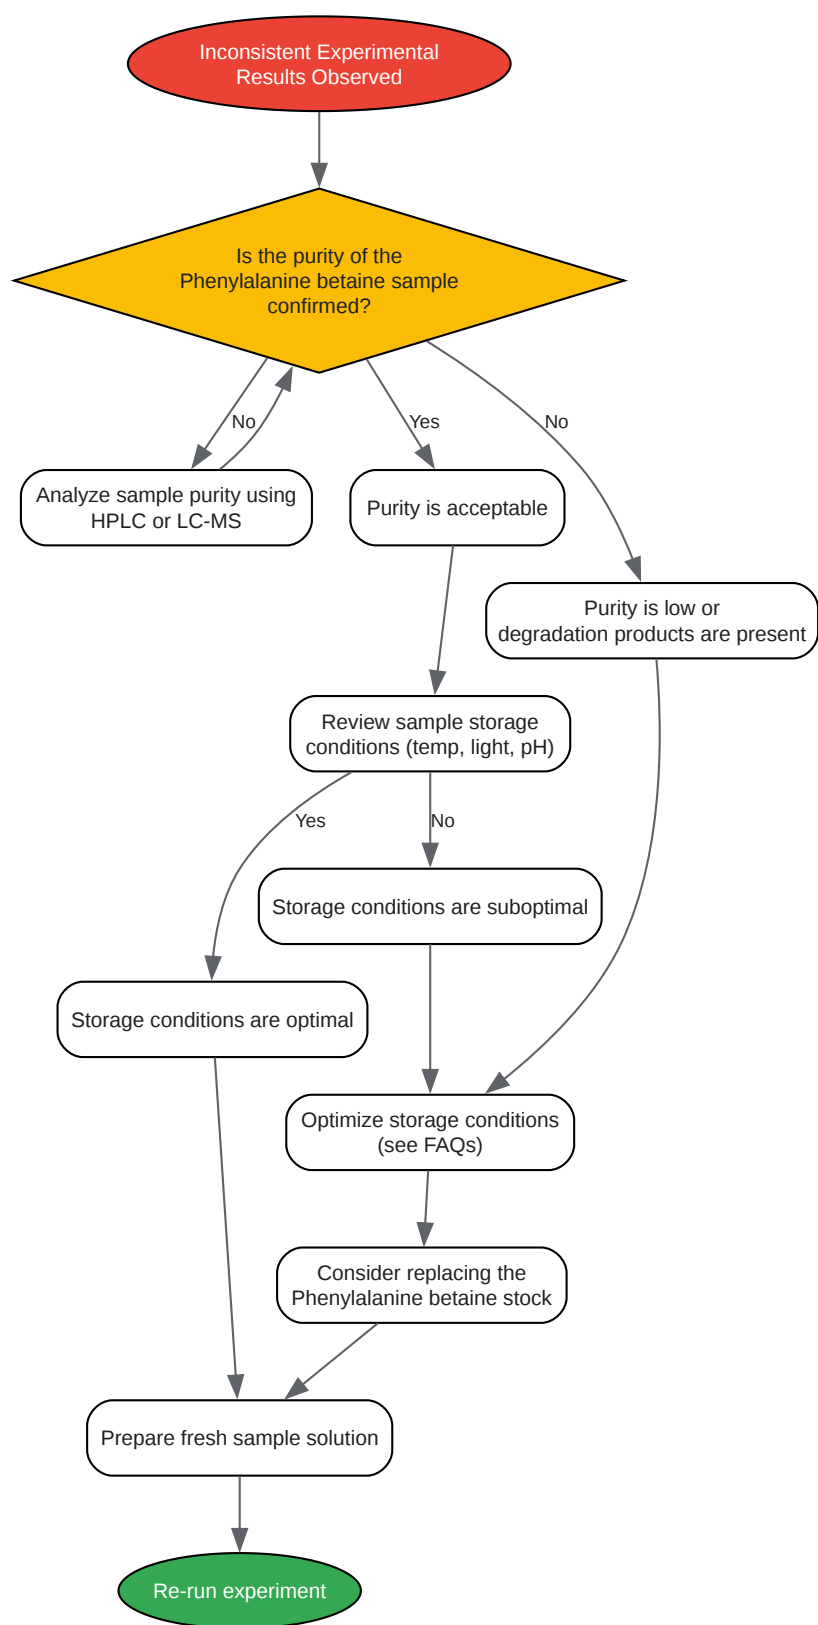 Inconsistent Experimental
Results Observed
Is the purity of the
Phenylalanine betaine sample
confirmed?
No
Yes
No
Analyze sample purity using
HPLC or LC-MS
Purity is acceptable
Purity is low or
degradation products are present
Review sample storage
conditions (temp, light, pH)
Yes
No
Storage conditions are suboptimal
Storage conditions are optimal
Optimize storage conditions
(see FAQs)
Consider replacing the
Phenylalanine betaine stock
Prepare fresh sample solution
Re-run experiment